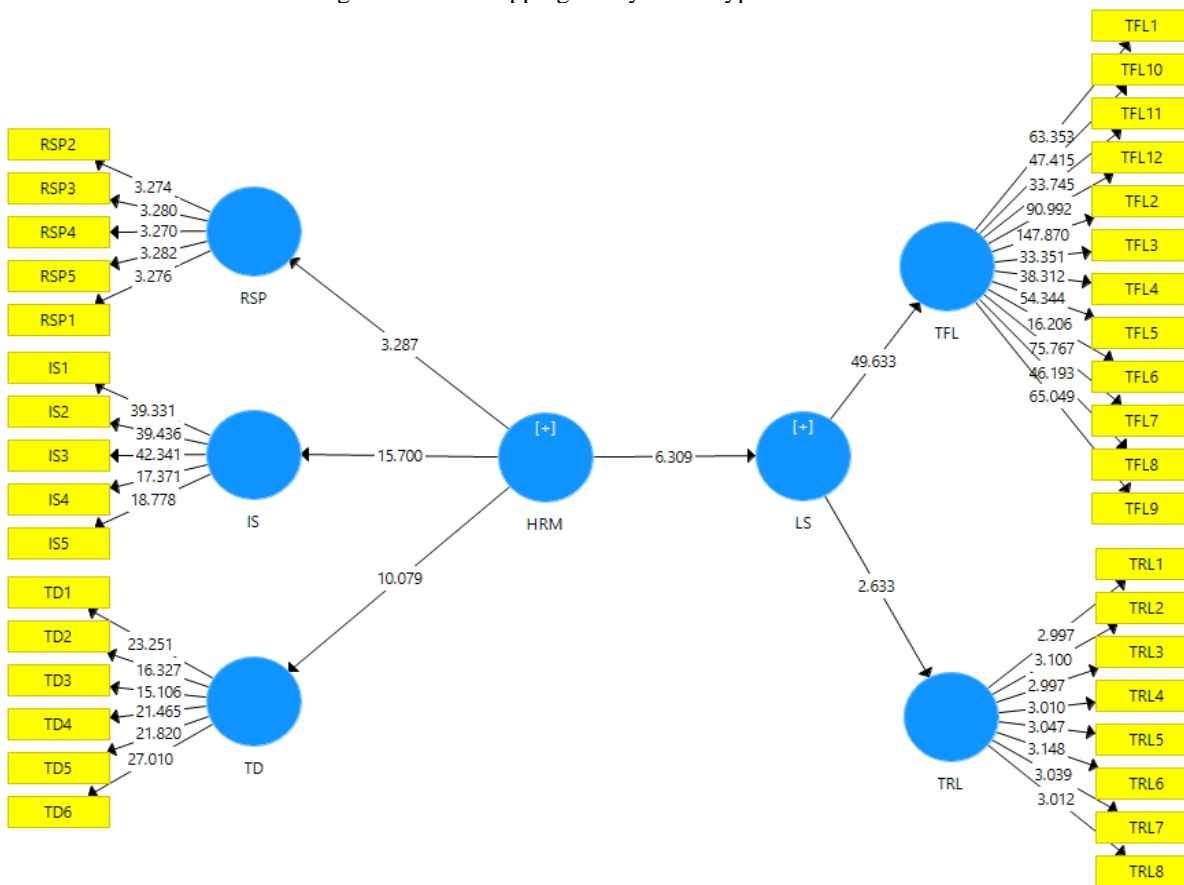 RSP2
RSP3
RSP4
RSP5
RSP1
3.274
3.280
3.270
3.282
3.276
RSP
IS1
IS2
IS3
IS4
IS5
39.331
39.436
42.341
17.371
18.778
IS
TD1
TD2
TD3
TD4
TD5
TD6
23.251
16.327
15.106
21.465
21.820
27.010
TD
3.287
15.700
10.079
[+]
HRM
6.309
[+]
LS
49.633
2.633
TFL
63.353
47.415
33.745
90.992
147.870
33.351
38.312
54.344
16.206
75.767
46.193
65.049
TFL1
TFL10
TFL11
TFL12
TFL2
TFL3
TFL4
TFL5
TFL6
TFL7
TFL8
TFL9
TRL
2.997
3.100
2.997
3.010
3.047
3.148
3.039
3.012
TRL1
TRL2
TRL3
TRL4
TRL5
TRL6
TRL7
TRL8